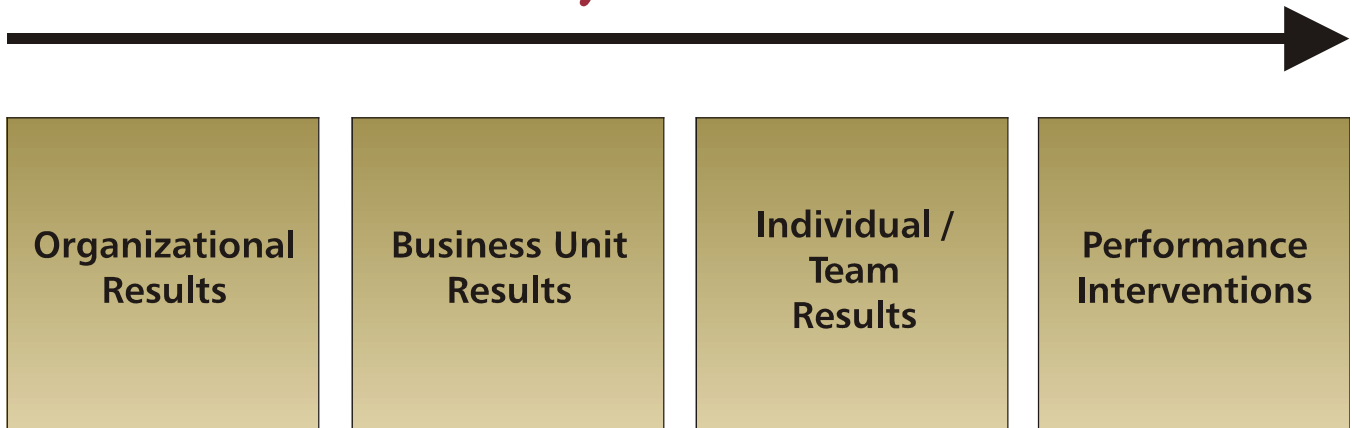 Organizational
Results
Business Unit
Results
Individual /
Team
Results
Performance
Interventions